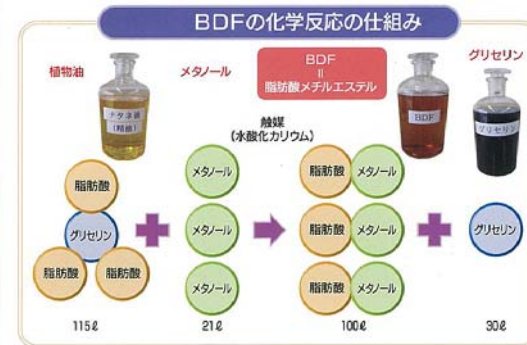 BDFの化学反応の仕組み
植物油
メタノール
BDF
＝
脂肪酸メチルエステル
グリセリン
ナタネ油
(精油)
BDF
グリセリン
触媒
(水酸化カリウム)
脂肪酸
グリセリン
脂肪酸
脂肪酸
メタノール
メタノール
メタノール
脂肪酸
メタノール
脂肪酸
メタノール
脂肪酸
メタノール
グリセリン
115ℓ
21ℓ
100ℓ
30ℓ